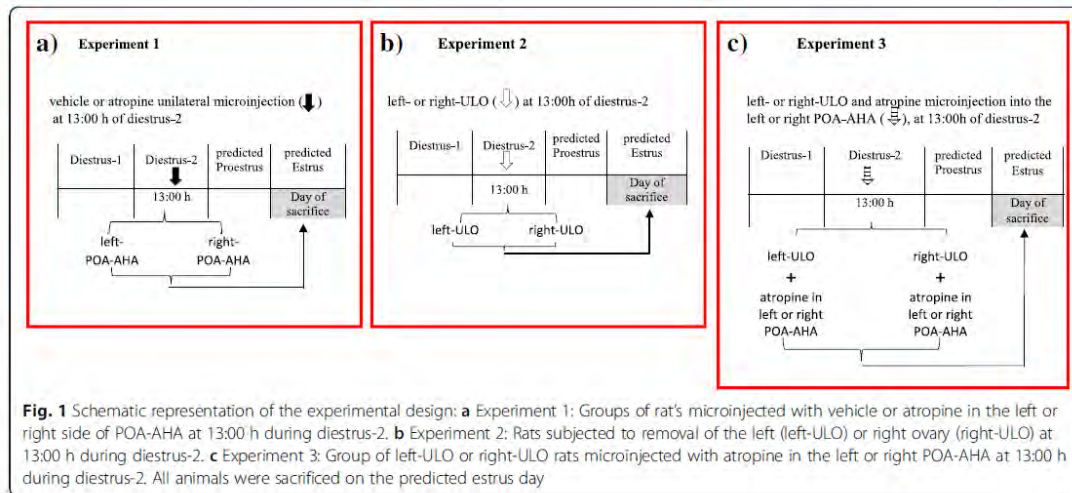 a) Experiment 1
vehicle or atropine unilateral microinjection ( )
at 13:00 h of diestrus-2
Diestrus-1 Diestrus-2 predicted Proestrus predicted Estrus
13:00 h Day of sacrifice
left-POA-AHA right-POA-AHA
b) Experiment 2
left- or right-ULO ( ) at 13:00h of diestrus-2
Diestrus-1 Diestrus-2 predicted Proestrus predicted Estrus
13:00 h Day of sacrifice
left-ULO right-ULO
c) Experiment 3
left- or right-ULO and atropine microinjection into the
left or right POA-AHA ( ), at 13:00h of diestrus-2
Diestrus-1 Diestrus-2 predicted Proestrus predicted Estrus
13:00 h Day of sacrifice
left-ULO right-ULO
+ +
atropine in atropine in
left or right left or right
POA-AHA POA-AHA
Fig. 1 Schematic representation of the experimental design: a Experiment 1: Groups of rat's microinjected with vehicle or atropine in the left or
right side of POA-AHA at 13:00 h during diestrus-2. b Experiment 2: Rats subjected to removal of the left (left-ULO) or right ovary (right-ULO) at
13:00 h during diestrus-2. c Experiment 3: Group of left-ULO or right-ULO rats microinjected with atropine in the left or right POA-AHA at 13:00 h
during diestrus-2. All animals were sacrificed on the predicted estrus day